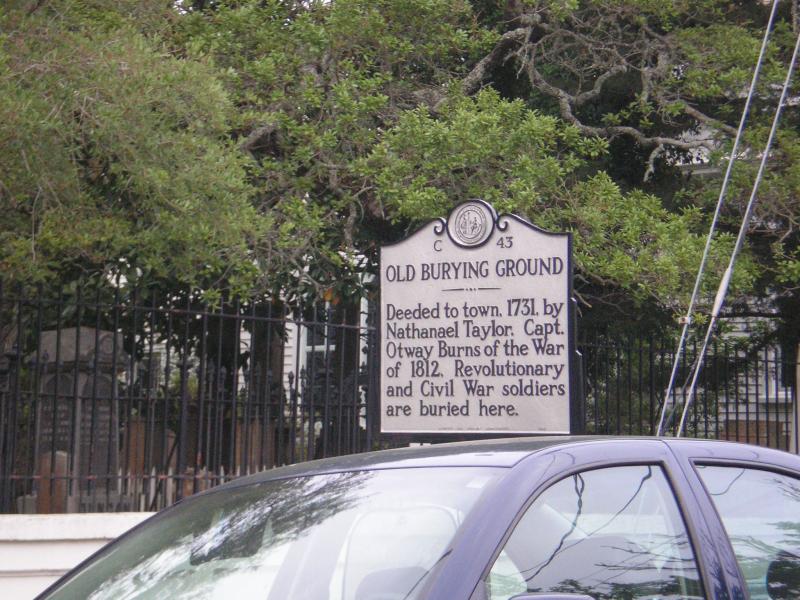 C 43
OLD BURYING GROUND
Deeded to town, 1731, by
Nathanael Taylor. Capt.
Otway Burns of the War
of 1812, Revolutionary
and Civil War soldiers
are buried here.